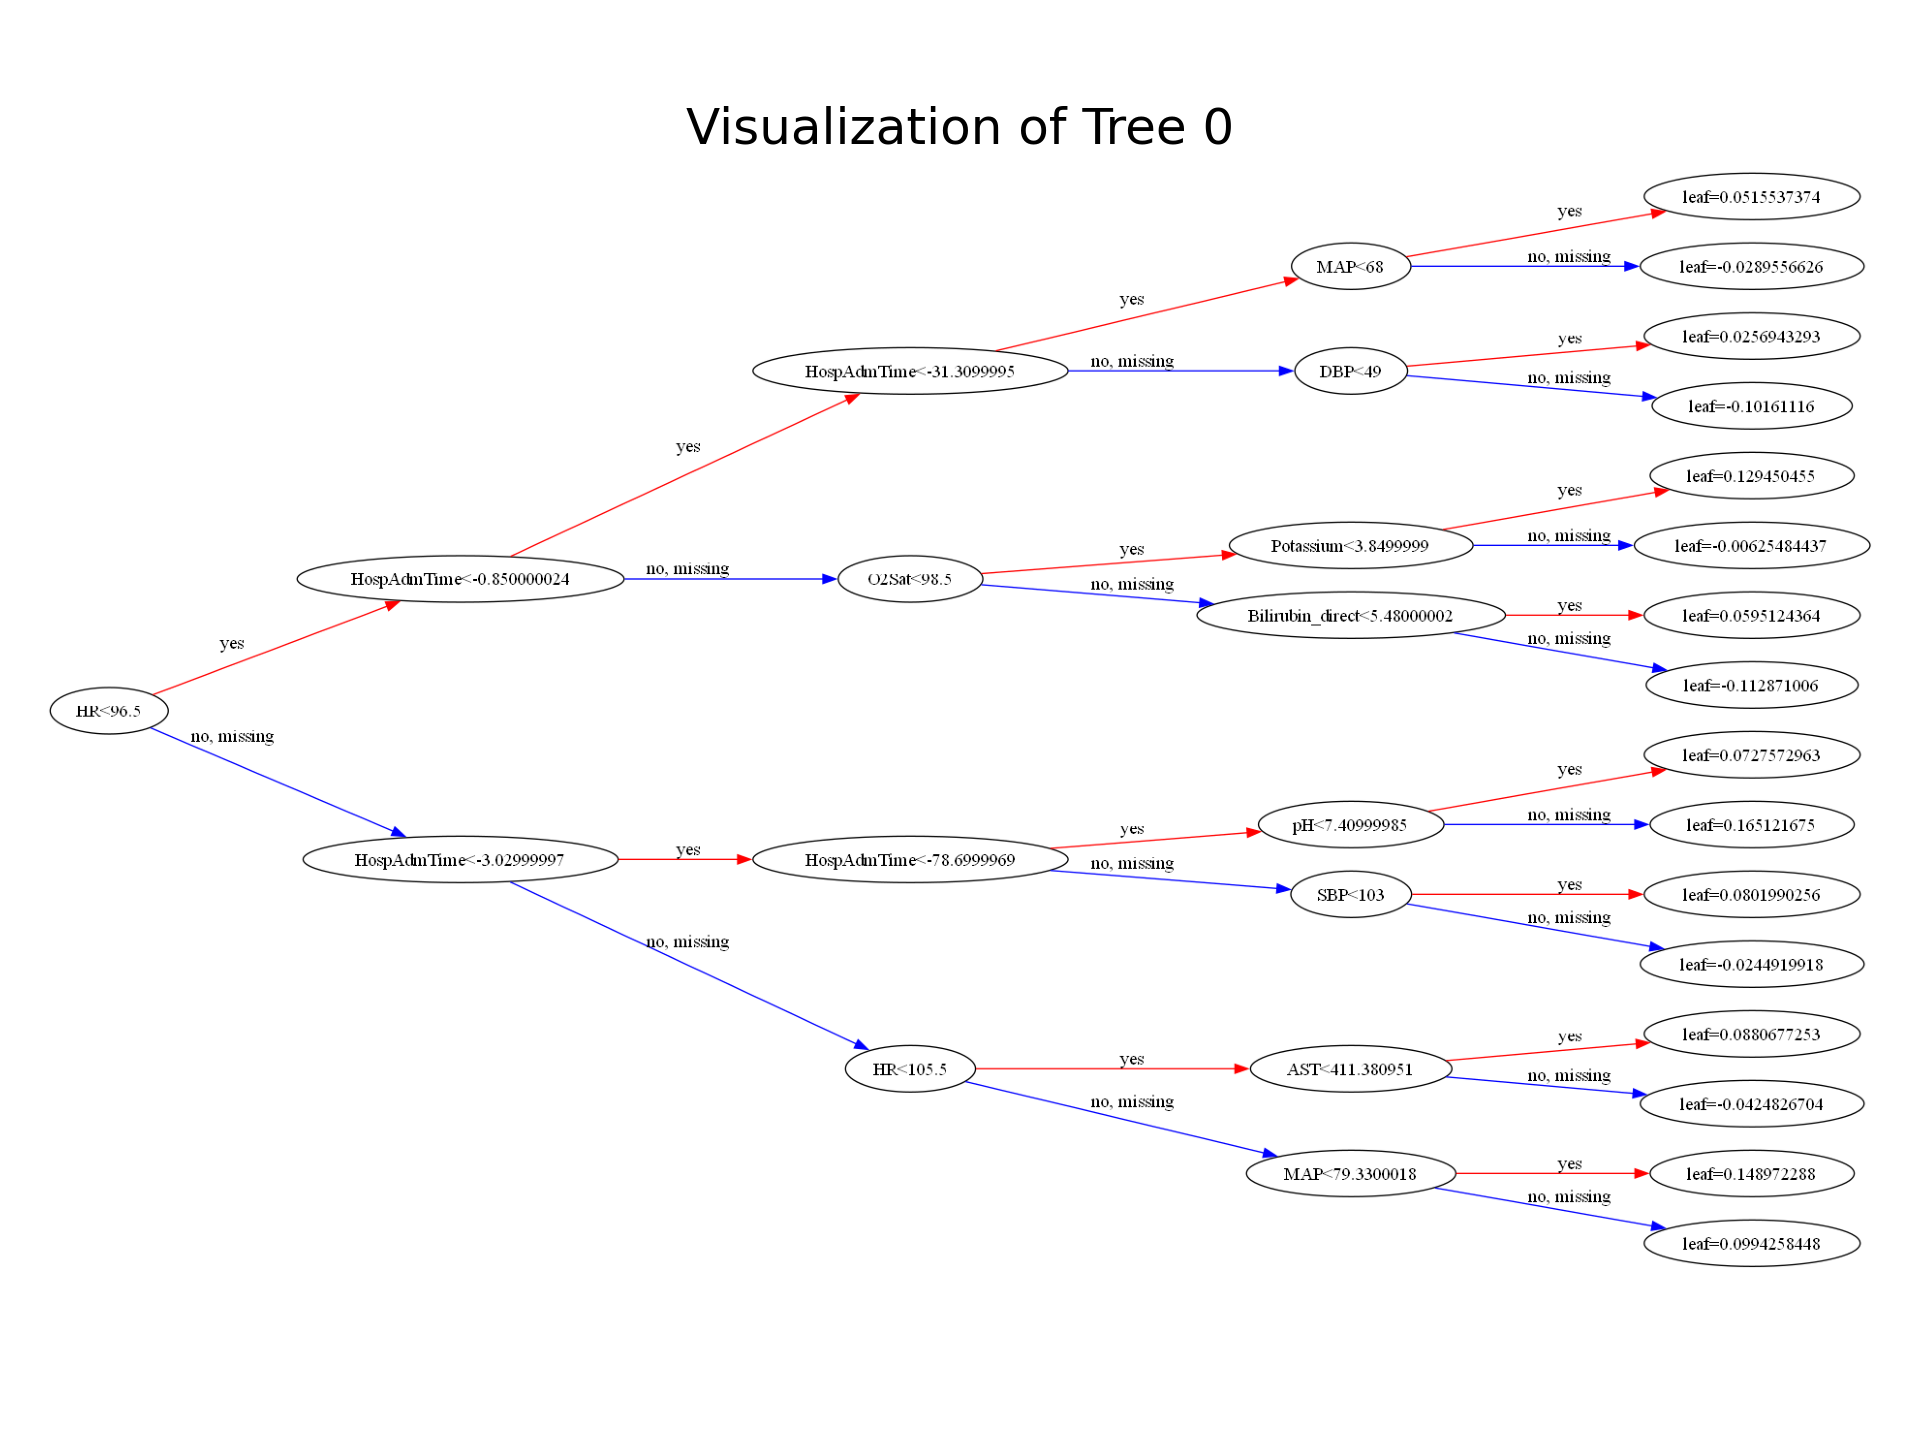 Visualization of Tree 0
leaf=0.0515537374
yes
MAP<68
no, missing
leaf=-0.0289556626
yes
leaf=0.0256943293
yes
HospAdmTime<-31.3099995
no, missing
DBP<49
no, missing
leaf=-0.10161116
yes
leaf=0.129450455
yes
HospAdmTime<-0.850000024
no, missing
O2Sat<98.5
yes
Potassium<3.8499999
no, missing
leaf=-0.00625484437
no, missing
Bilirubin_direct<5.48000002
yes
leaf=0.0595124364
no, missing
leaf=-0.112871006
yes
HR<96.5
no, missing
leaf=0.0727572963
yes
pH<7.40999985
no, missing
leaf=0.165121675
HospAdmTime<-3.02999997
yes
HospAdmTime<-78.6999969
yes
no, missing
SBP<103
yes
leaf=0.0801990256
no, missing
leaf=-0.0244919918
no, missing
leaf=0.0880677253
yes
HR<105.5
yes
AST<411.380951
no, missing
leaf=-0.0424826704
no, missing
MAP<79.3300018
yes
leaf=0.148972288
no, missing
leaf=0.0994258448